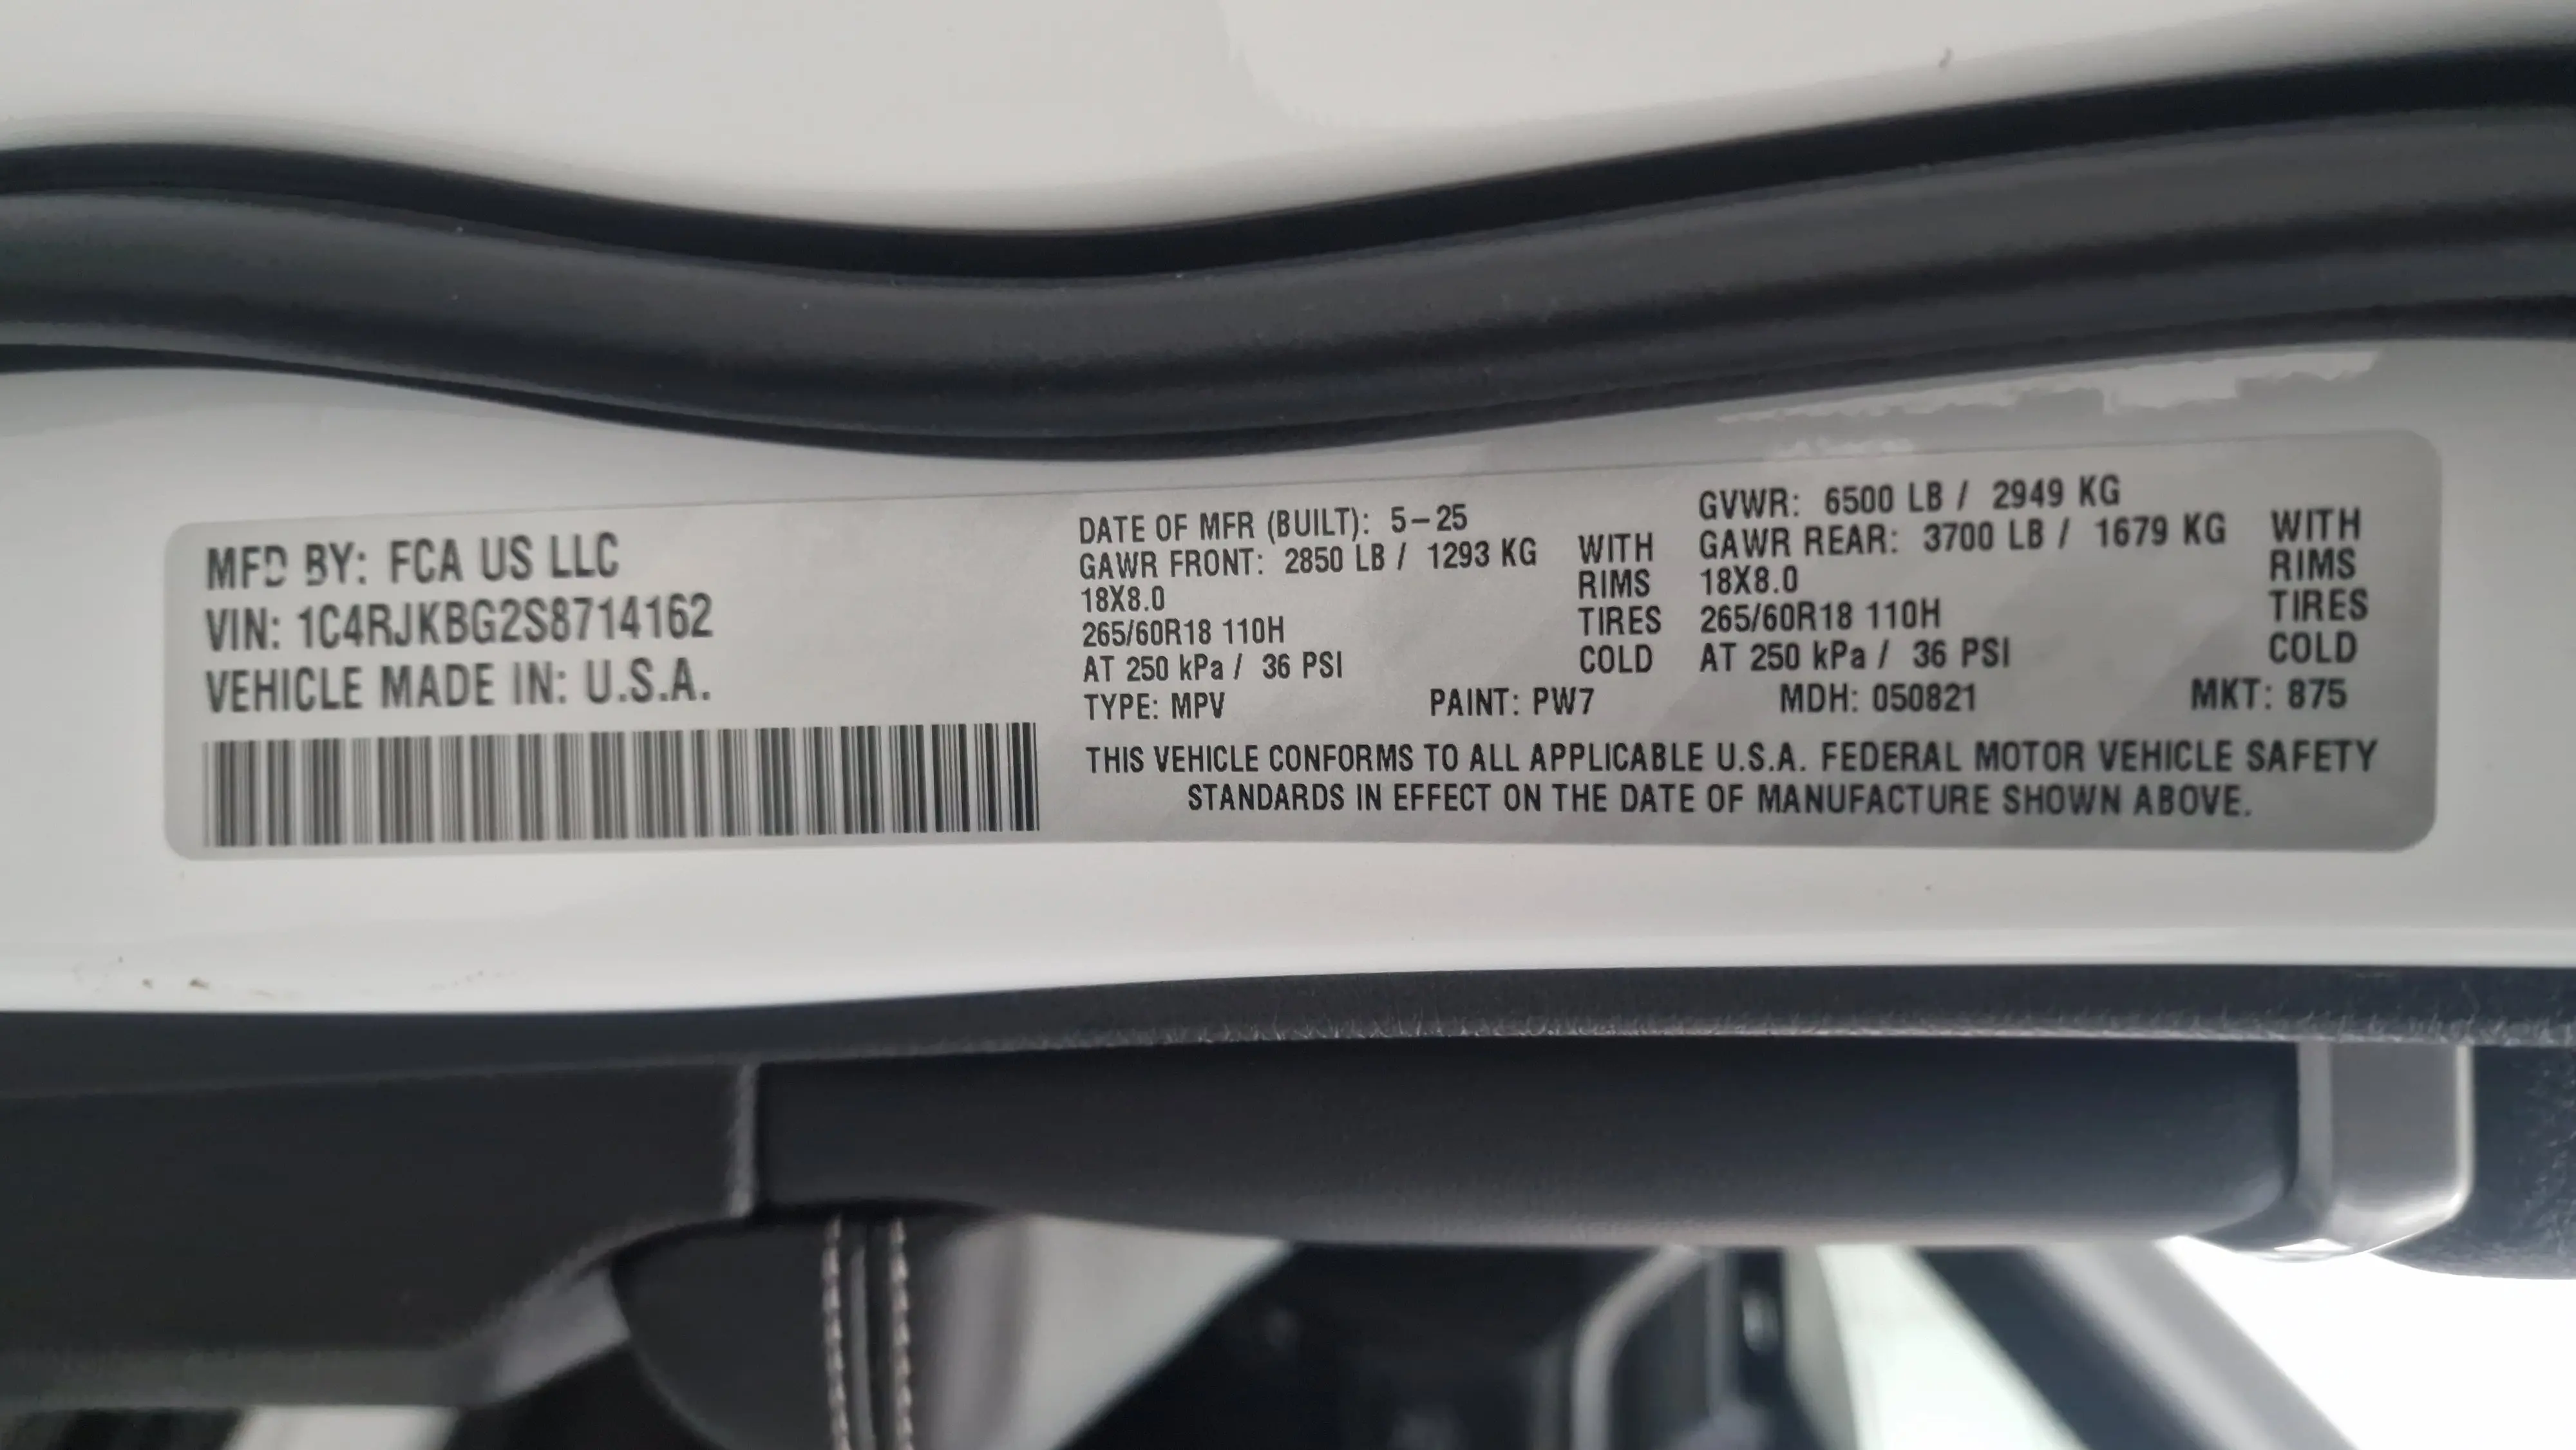 MFD BY: FCA US LLC
VIN: 1C4RJKBG2S8714162
VEHICLE MADE IN: U.S.A.
DATE OF MFR (BUILT): 5-25
GAWR FRONT: 2850 LB / 1293 KG WITH
18X8.0 RIMS
265/60R18 110H TIRES
AT 250 kPa / 36 PSI COLD
GVWR: 6500 LB / 2949 KG
GAWR REAR: 3700 LB / 1679 KG WITH
18X8.0 RIMS
265/60R18 110H TIRES
AT 250 kPa / 36 PSI COLD
TYPE: MPV PAINT: PW7 MDH: 050821 MKT: 875
THIS VEHICLE CONFORMS TO ALL APPLICABLE U.S.A. FEDERAL MOTOR VEHICLE SAFETY
STANDARDS IN EFFECT ON THE DATE OF MANUFACTURE SHOWN ABOVE.